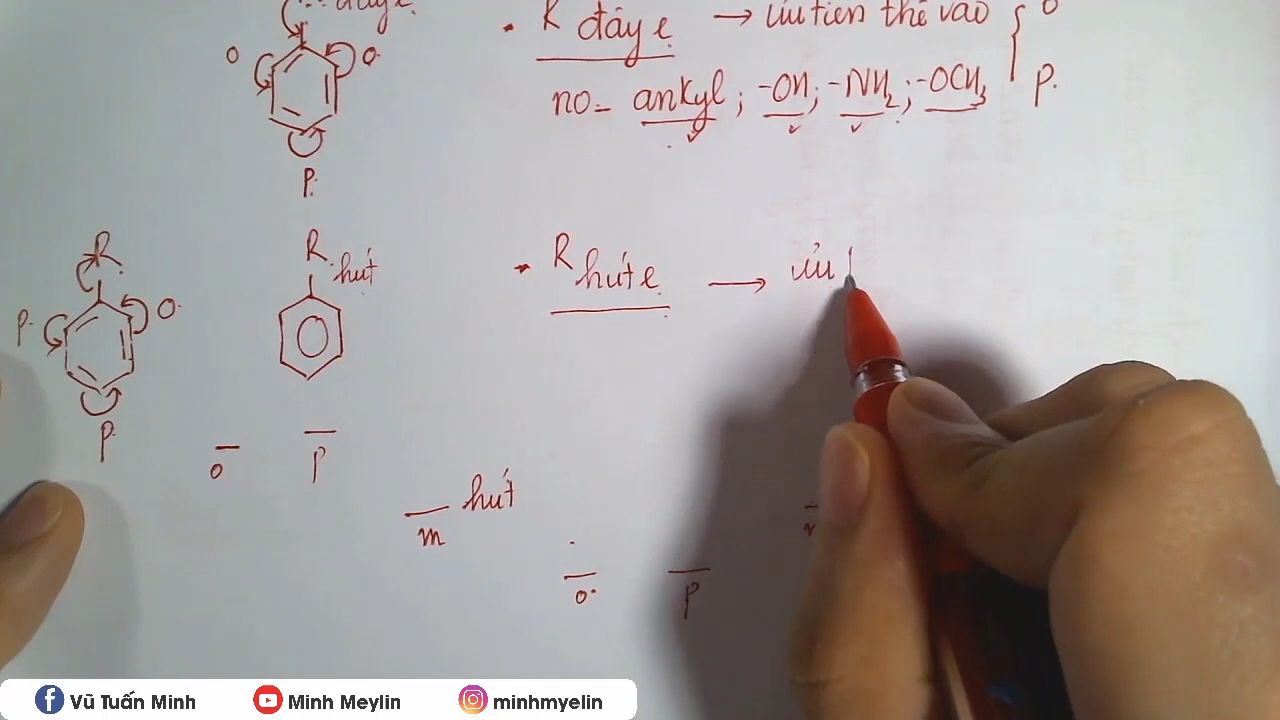 đẩy e.
• R đẩy e → ưu tiên thế vào { o
O O.
no- ankyl ; -OH; -NH2; -OCH3 P.
P.
R. R. hút • R hút e → ưu
P. O.
P.
o P
m hút
o. P
Vũ Tuấn Minh Minh Meylin minhmyelin